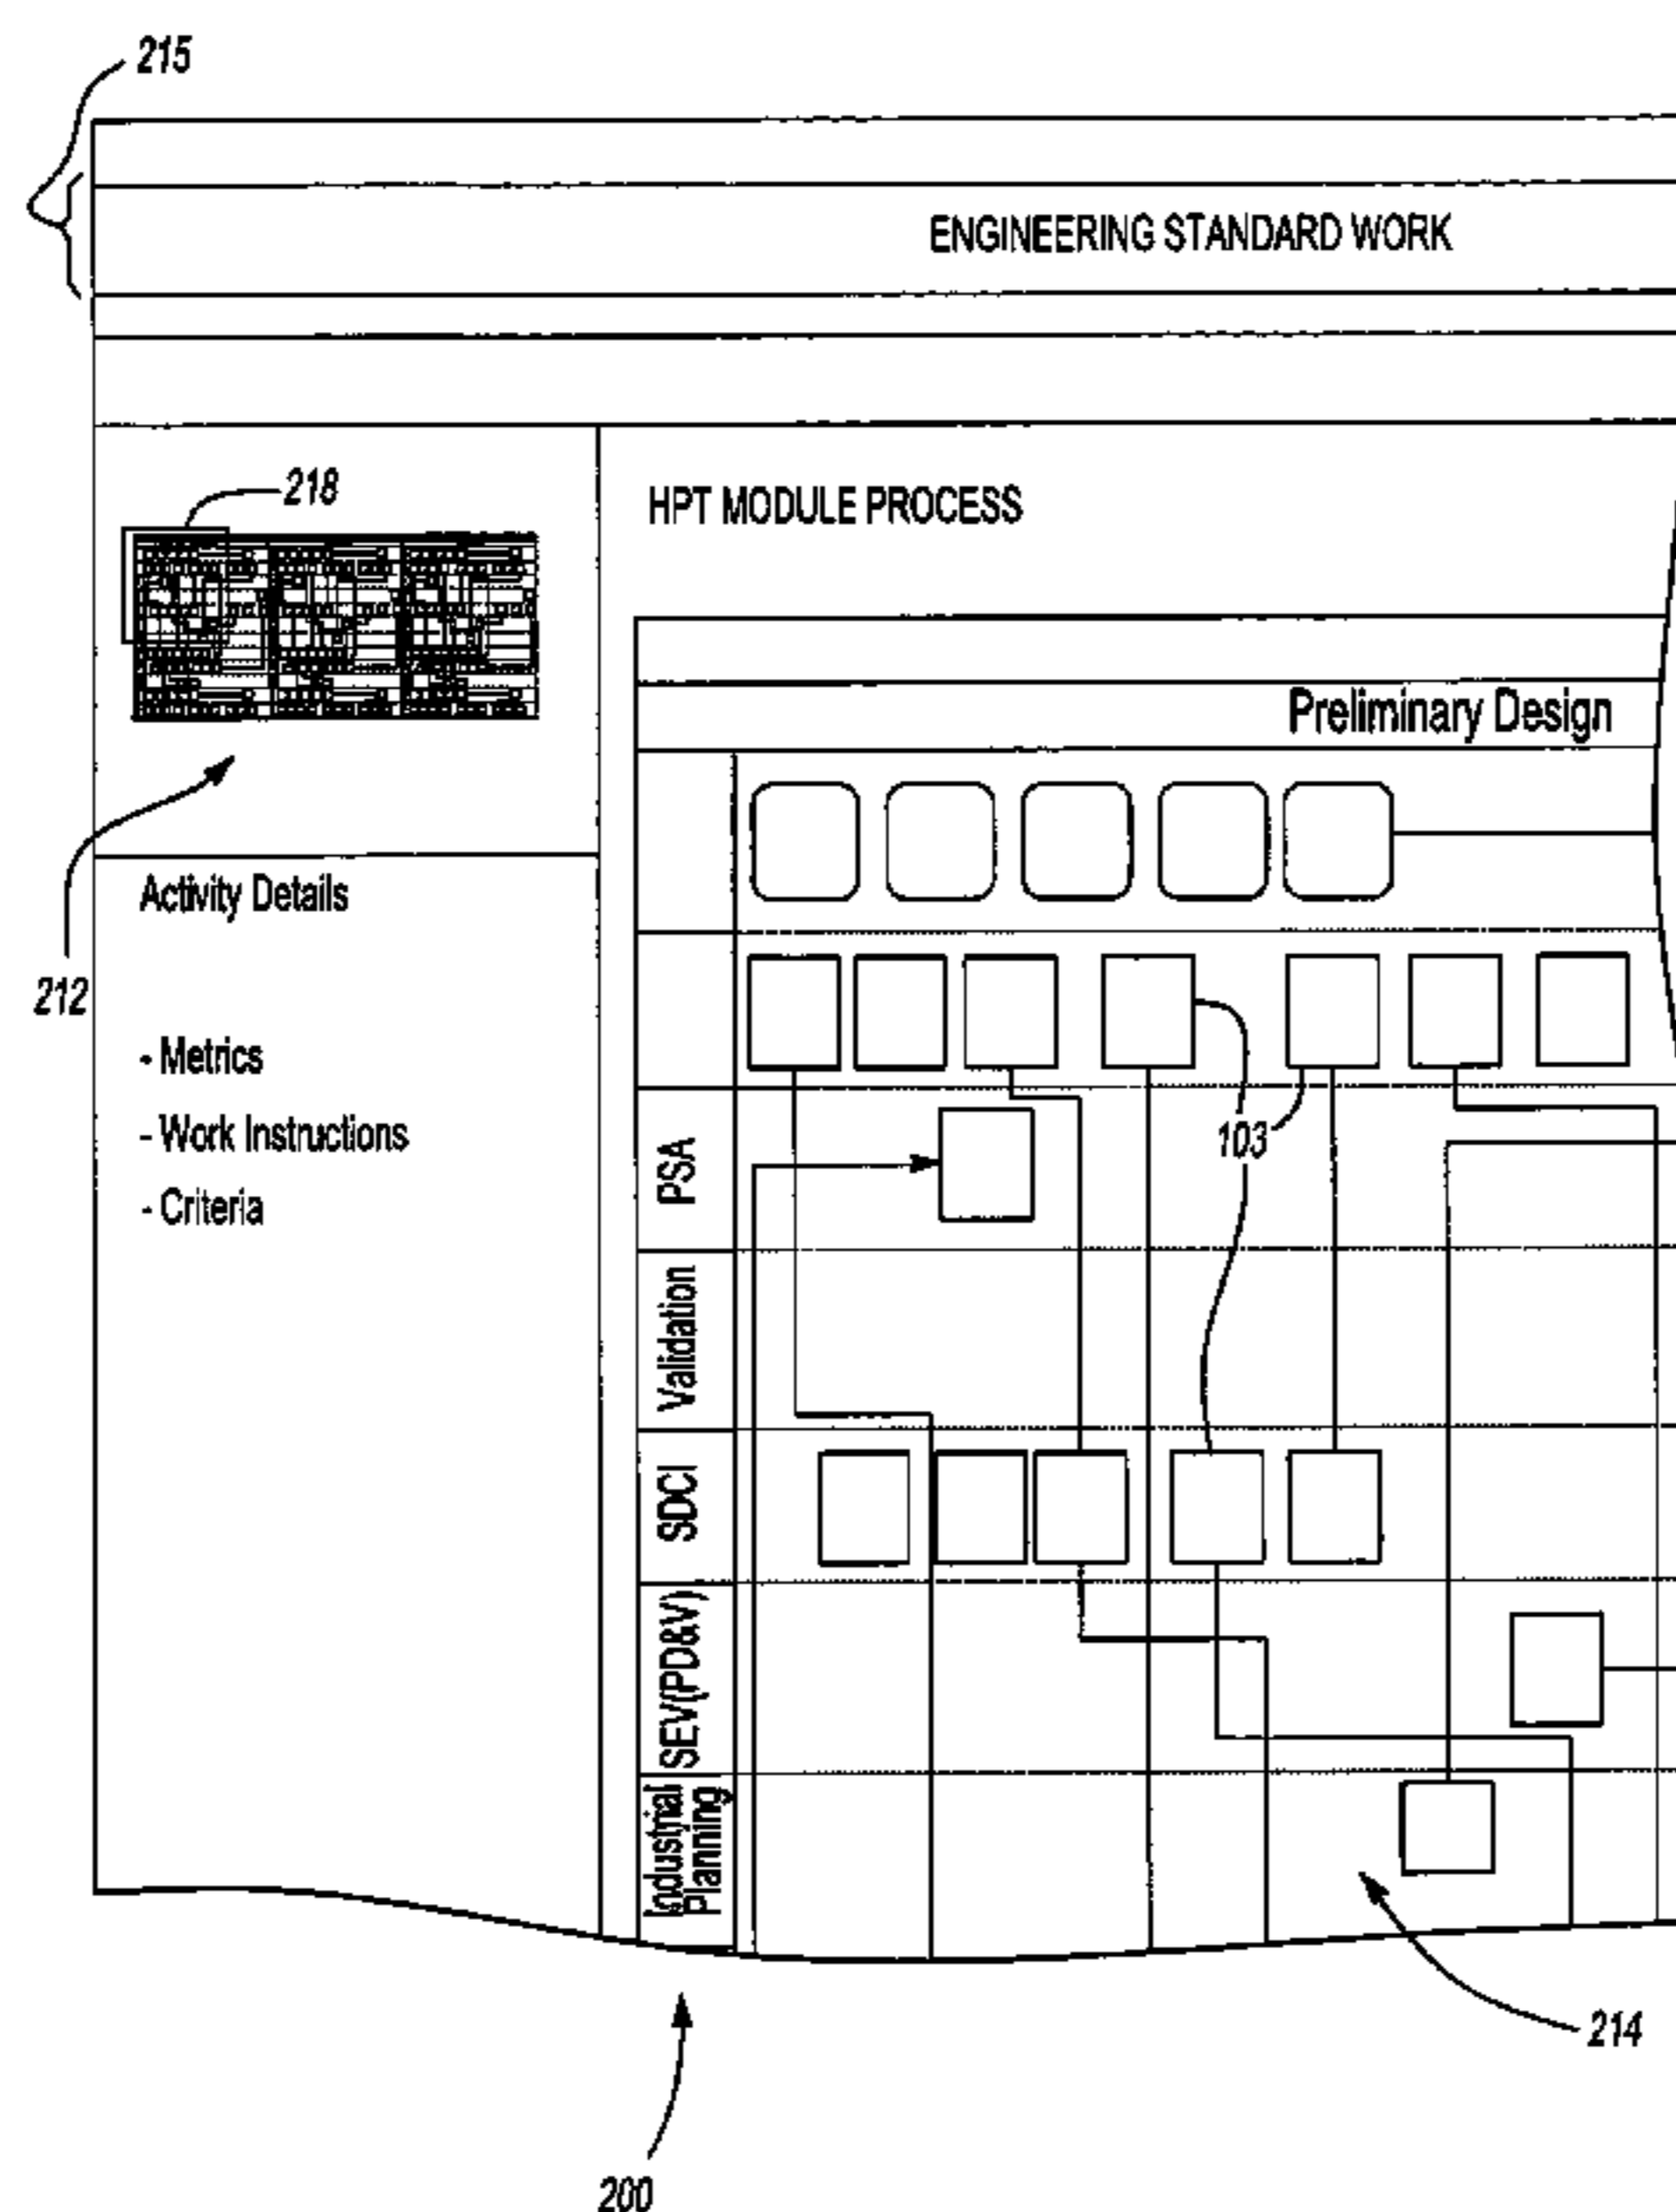 215
ENGINEERING STANDARD WORK
218
HPT MODULE PROCESS
Preliminary Design
Activity Details
212
- Metrics
- Work Instructions
- Criteria
103
PSA
Validation
SDCI
SEV(PD&V)
Industrial
Planning
214
200